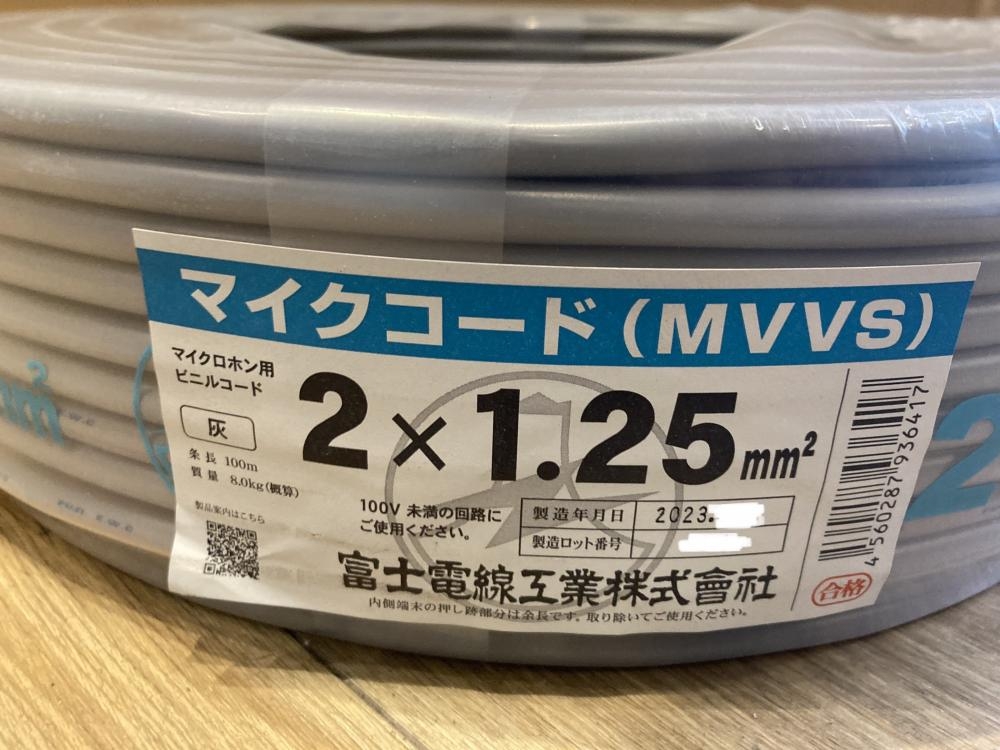 マイクコード(MVVS)
マイクロホン用
ビニルコード
灰
2×1.25mm²
条長 100m
質量 8.0kg(概算)
製品案内はこちら
100V 未満の回路に
ご使用ください。
製造年月日 2023.
製造ロット番号
富士電線工業株式會社
内側端末の押し跡部分は余長です。取り除いてご使用ください。
4560287936417
合格
mm²
2